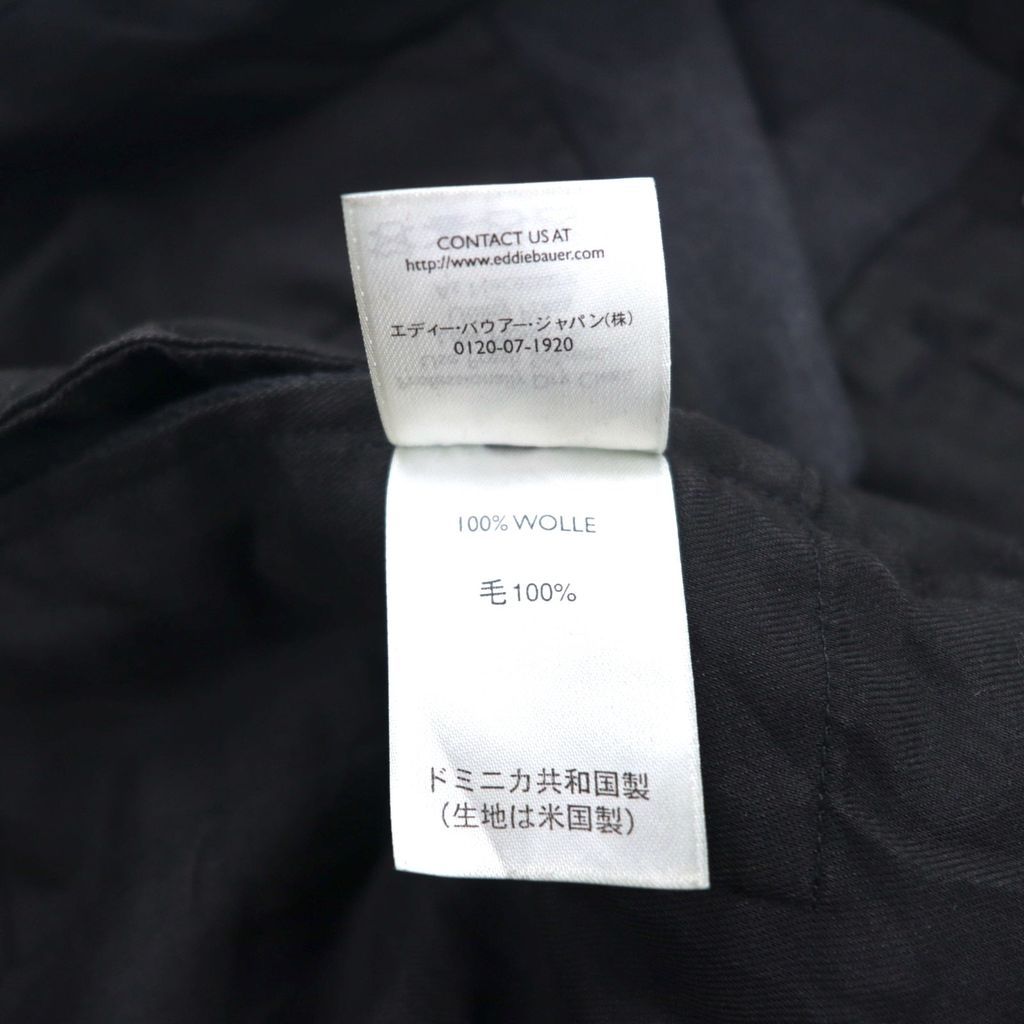 CONTACT US AT
http://www.eddiebauer.com
エディー・バウアー・ジャパン(株)
0120-07-1920
100% WOLLE
毛100%
ドミニカ共和国製
(生地は米国製)